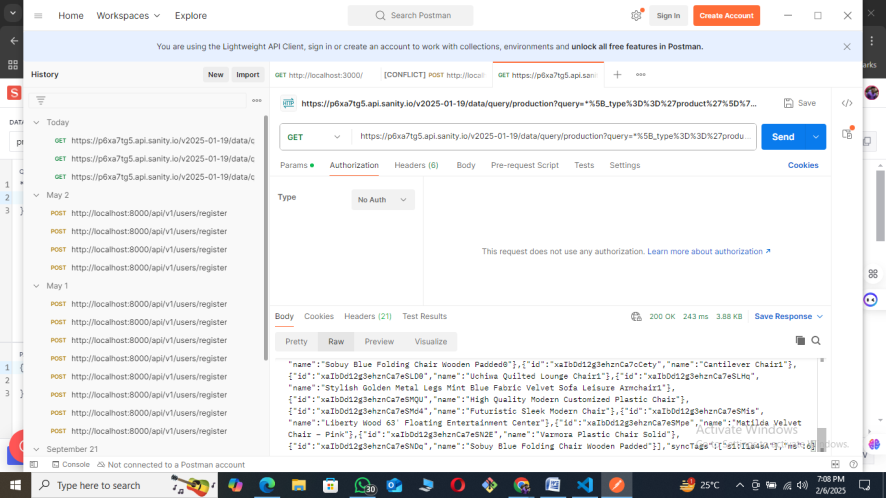 Home Workspaces Explore Search Postman Sign In Create Account
You are using the Lightweight API Client, sign in or create an account to work with collections, environments and unlock all free features in Postman.
History New Import
GET http://localhost:3000/ [CONFLICT] POST http://local GET https://p6xa7tg5.api.sani
https://p6xa7tg5.api.sanity.io/v2025-01-19/data/query/production?query=*%5B_type%3D%3D%27product%27%5D%7... Save
GET https://p6xa7tg5.api.sanity.io/v2025-01-19/data/query/production?query=*%5B_type%3D%3D%27produ... Send
Params Authorization Headers (6) Body Pre-request Script Tests Settings Cookies
Type No Auth
This request does not use any authorization. Learn more about authorization
Today
GET https://p6xa7tg5.api.sanity.io/v2025-01-19/data/q
GET https://p6xa7tg5.api.sanity.io/v2025-01-19/data/q
GET https://p6xa7tg5.api.sanity.io/v2025-01-19/data/q
May 2
POST http://localhost:8000/api/v1/users/register
POST http://localhost:8000/api/v1/users/register
POST http://localhost:8000/api/v1/users/register
POST http://localhost:8000/api/v1/users/register
May 1
POST http://localhost:8000/api/v1/users/register
POST http://localhost:8000/api/v1/users/register
POST http://localhost:8000/api/v1/users/register
POST http://localhost:8000/api/v1/users/register
POST http://localhost:8000/api/v1/users/register
POST http://localhost:8000/api/v1/users/register
POST http://localhost:8000/api/v1/users/register
POST http://localhost:8000/api/v1/users/register
September 21
Body Cookies Headers (21) Test Results 200 OK 243 ms 3.88 KB Save Response
Pretty Raw Preview Visualize
"name":"Sobuy Blue Folding Chair Wooden Padded0"},{"id":"xaIbDd12g3ehznCa7cCety","name":"Cantilever Chair1"},
{"id":"xaIbDd12g3ehznCa7eSLD0","name":"Uchiwa Quilted Lounge Chair1"},{"id":"xaIbDd12g3ehznCa7eSLHq",
"name":"Stylish Golden Metal Legs Mint Blue Fabric Velvet Sofa Leisure Armchair1"},
{"id":"xaIbDd12g3ehznCa7eSMQU","name":"High Quality Modern Customized Plastic Chair"},
{"id":"xaIbDd12g3ehznCa7eSMd4","name":"Futuristic Sleek Modern Chair"},{"id":"xaIbDd12g3ehznCa7eSMis",
"name":"Liberty Wood 63' Floating Entertainment Center"},{"id":"xaIbDd12g3ehznCa7eSMpe","name":"Matilda Velvet
Chair – Pink"},{"id":"xaIbDd12g3ehznCa7eSN2E","name":"Varmora Plastic Chair Solid"},
{"id":"xaIbDd12g3ehznCa7eSNDq","name":"Sobuy Blue Folding Chair Wooden Padded"}],"syncTags":["s1:I1a4sA"],"ms":6}
Activate Windows
Console Not connected to a Postman account
Type here to search 30 1 25°C 7:08 PM
2/6/2025